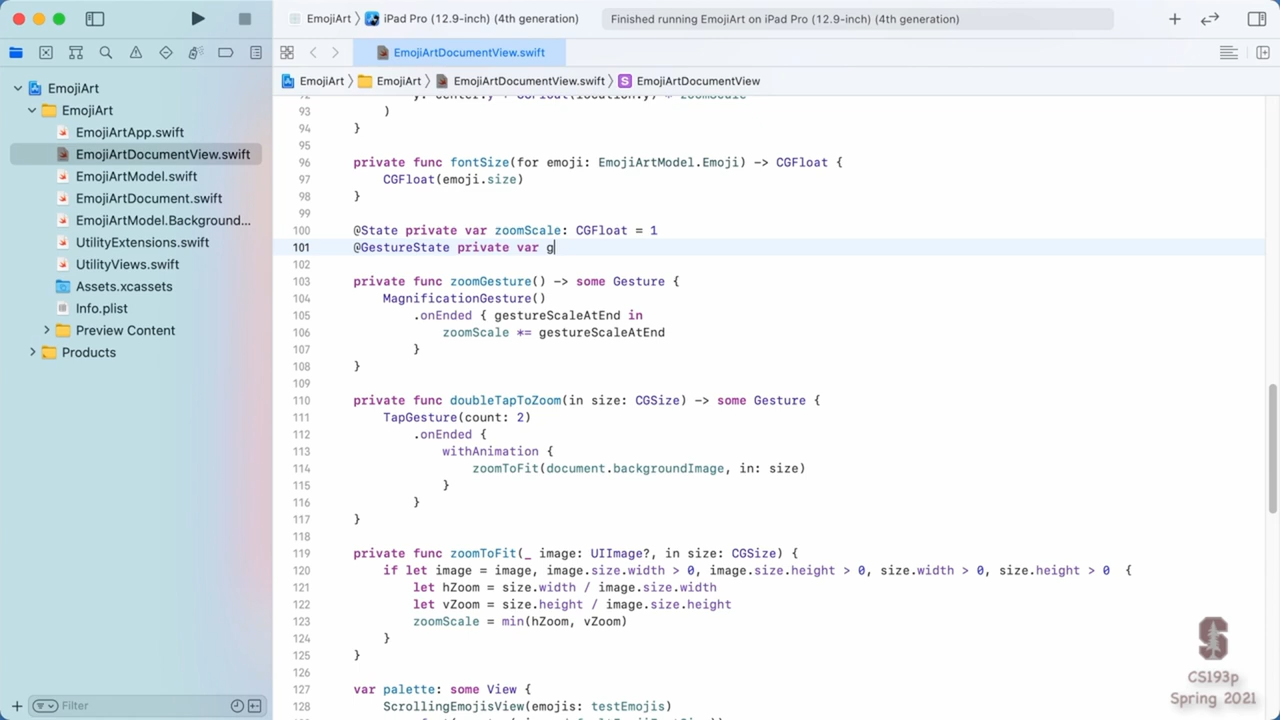 EmojiArt
iPad Pro (12.9-inch) (4th generation)
Finished running EmojiArt on iPad Pro (12.9-inch) (4th generation)
EmojiArtDocumentView.swift
EmojiArt
EmojiArt
EmojiArtDocumentView.swift
EmojiArtDocumentView
EmojiArt
EmojiArt
EmojiArtApp.swift
EmojiArtDocumentView.swift
EmojiArtModel.swift
EmojiArtDocument.swift
EmojiArtModel.Background...
UtilityExtensions.swift
UtilityViews.swift
Assets.xcassets
Info.plist
Preview Content
Products
Filter
93 )
94 }
95
96 private func fontSize(for emoji: EmojiArtModel.Emoji) -> CGFloat {
97 CGFloat(emoji.size)
98 }
99
100 @State private var zoomScale: CGFloat = 1
101 @GestureState private var g
102
103 private func zoomGesture() -> some Gesture {
104 MagnificationGesture()
105 .onEnded { gestureScaleAtEnd in
106 zoomScale *= gestureScaleAtEnd
107 }
108 }
109
110 private func doubleTapToZoom(in size: CGSize) -> some Gesture {
111 TapGesture(count: 2)
112 .onEnded {
113 withAnimation {
114 zoomToFit(document.backgroundImage, in: size)
115 }
116 }
117 }
118
119 private func zoomToFit(_ image: UIImage?, in size: CGSize) {
120 if let image = image, image.size.width > 0, image.size.height > 0, size.width > 0, size.height > 0 {
121 let hZoom = size.width / image.size.width
122 let vZoom = size.height / image.size.height
123 zoomScale = min(hZoom, vZoom)
124 }
125 }
126
127 var palette: some View {
128 ScrollingEmojisView(emojis: testEmojis)
CS193p
Spring 2021